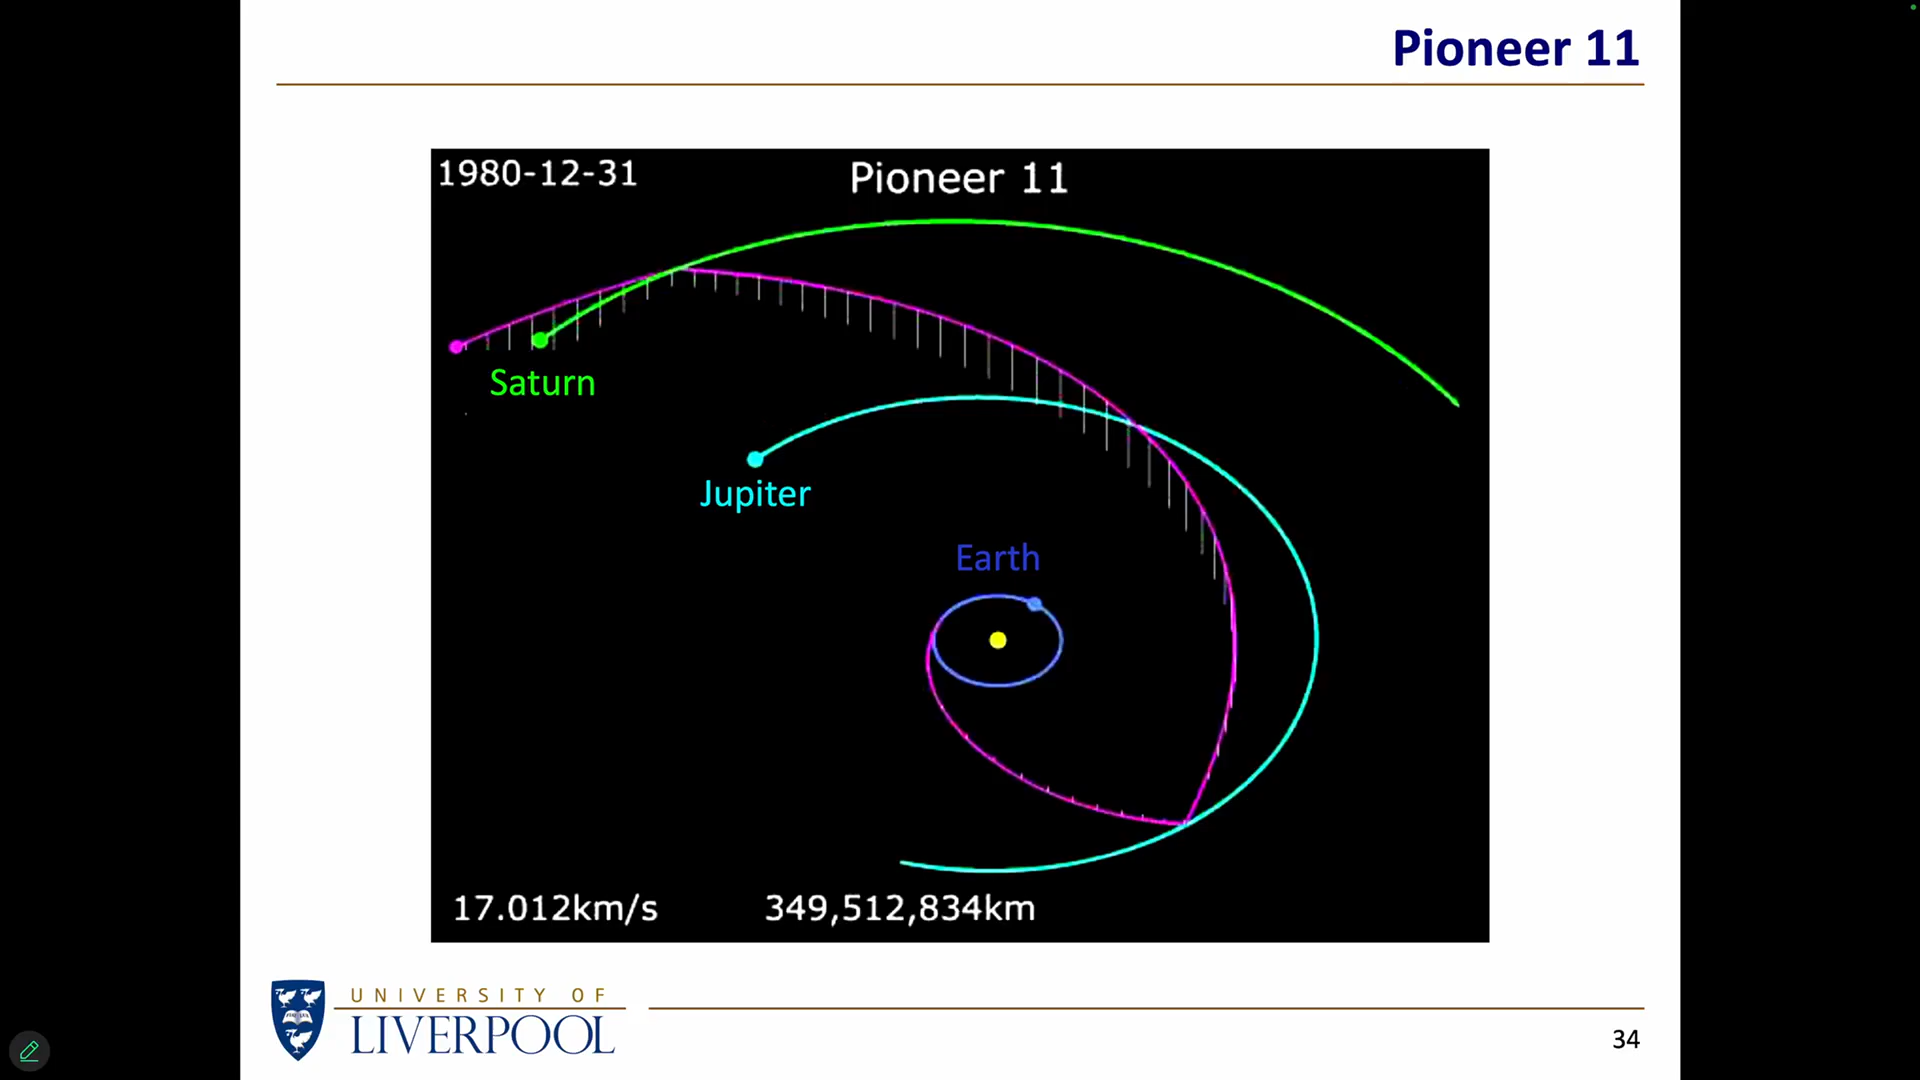 Pioneer 11
1980-12-31
Pioneer 11
Saturn
Jupiter
Earth
17.012km/s
349,512,834km
UNIVERSITY OF
LIVERPOOL
34